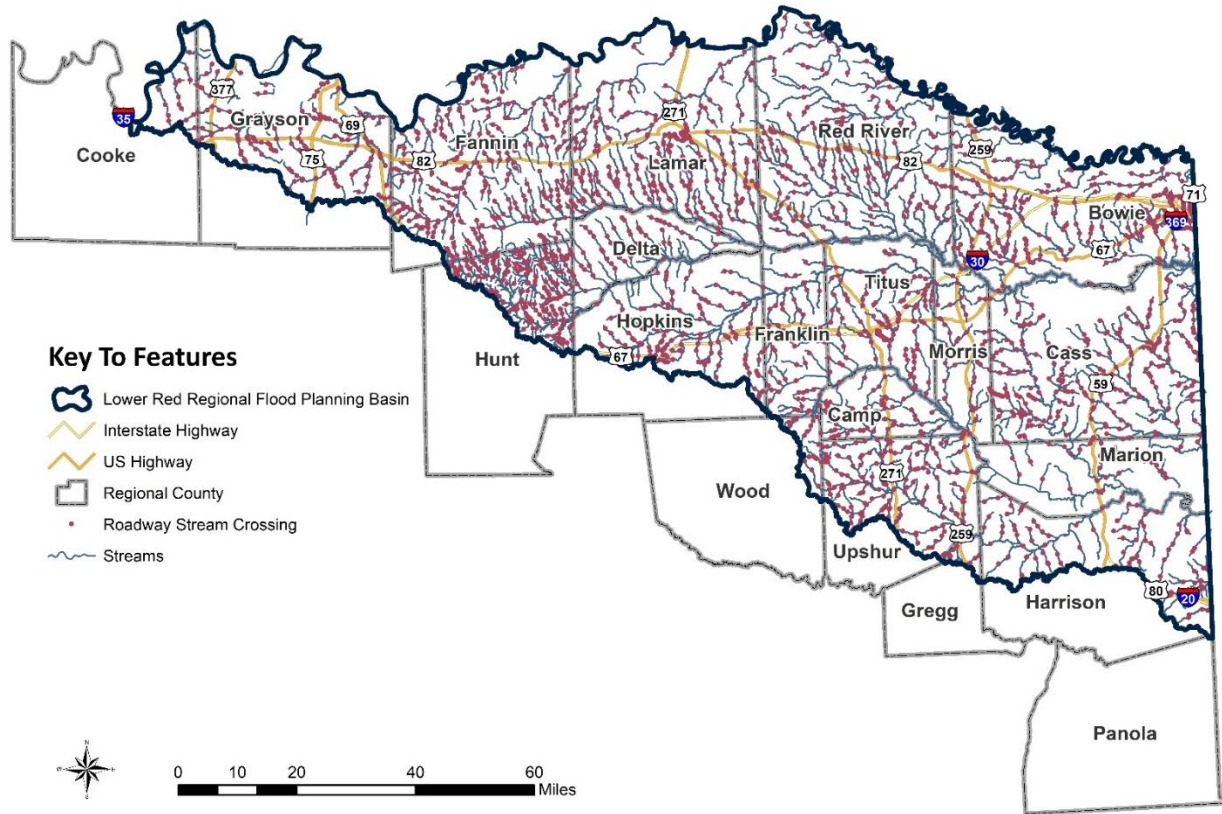 35
377
Grayson
69
Cooke
75
82
Fannin
271
Lamar
Red River
259
82
71
369
Bowie
67
30
Delta
Titus
Hopkins
Franklin
Morris
Cass
67
Hunt
59
Camp
Marion
271
Wood
259
Upshur
80
20
Gregg
Harrison
Panola
Key To Features
Lower Red Regional Flood Planning Basin
Interstate Highway
US Highway
Regional County
Roadway Stream Crossing
Streams
N
W
E
S
0 10 20 60
Miles